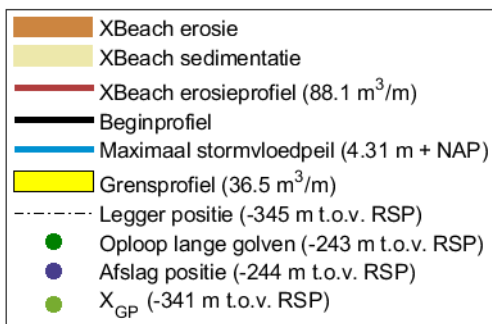 XBeach erosie
XBeach sedimentatie
XBeach erosieprofiel (88.1 m³/m)
Beginprofiel
Maximaal stormvloedpeil (4.31 m + NAP)
Grensprofiel (36.5 m³/m)
Legger positie (-345 m t.o.v. RSP)
Oploop lange golven (-243 m t.o.v. RSP)
Afslag positie (-244 m t.o.v. RSP)
X_GP (-341 m t.o.v. RSP)